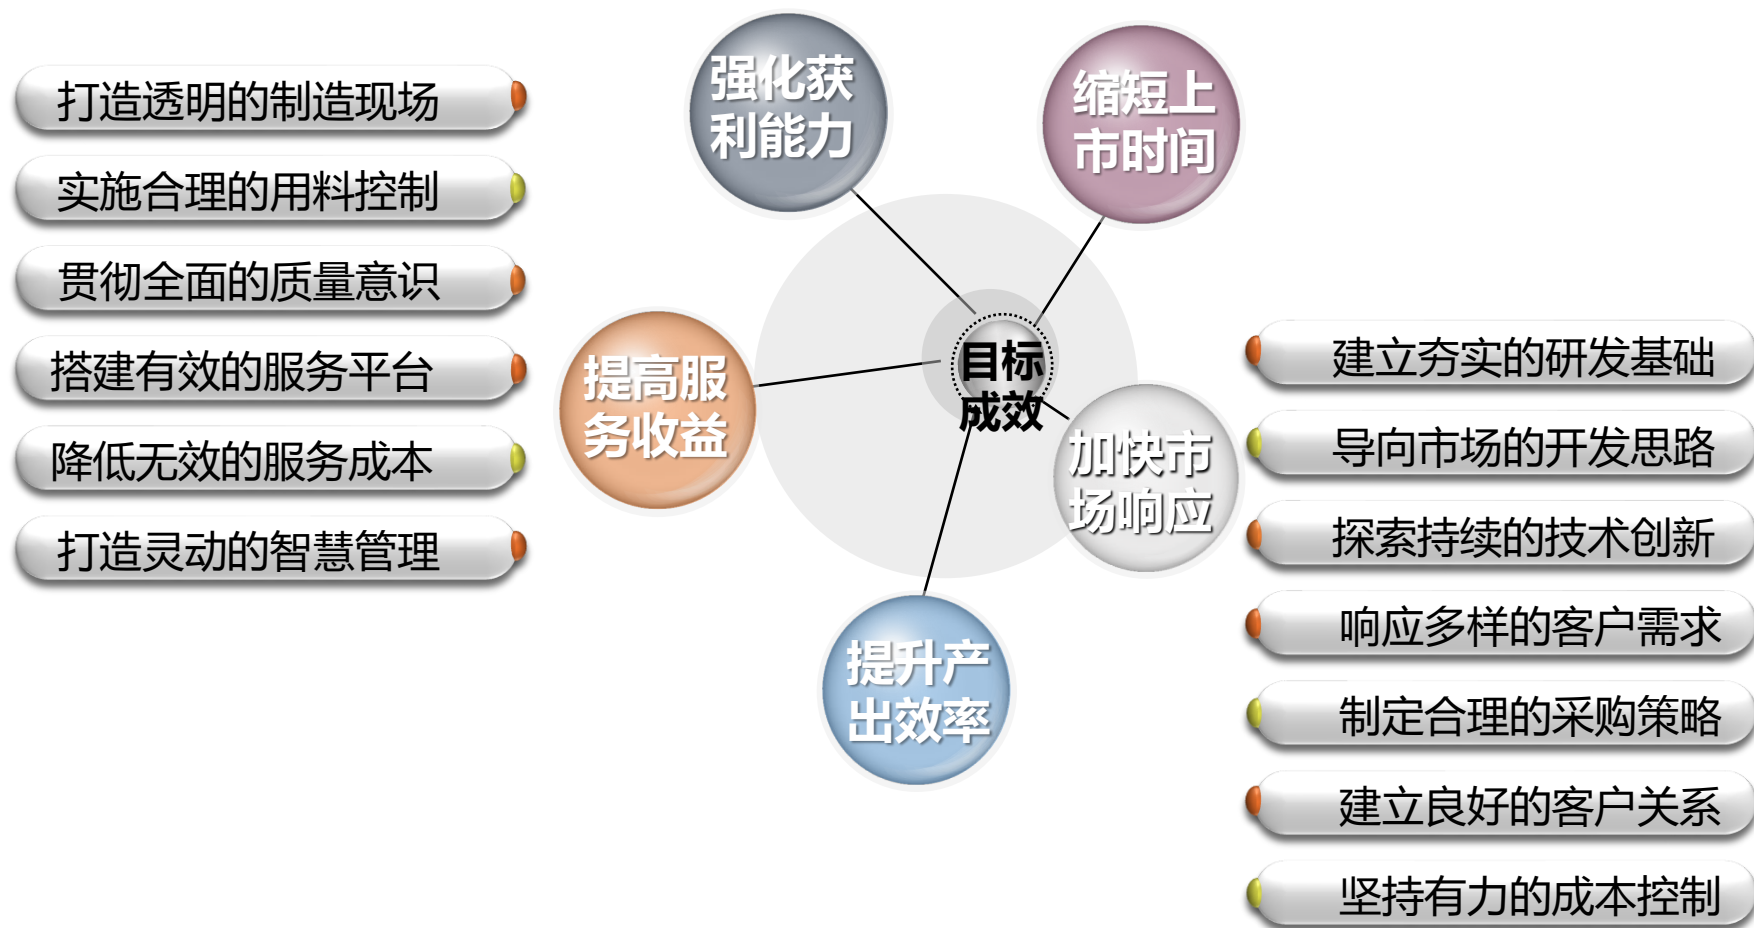 打造透明的制造现场
实施合理的用料控制
贯彻全面的质量意识
搭建有效的服务平台
降低无效的服务成本
打造灵动的智慧管理
强化获
利能力
缩短上
市时间
提高服
务收益
目标
成效
加快市
场响应
提升产
出效率
建立夯实的研发基础
导向市场的开发思路
探索持续的技术创新
响应多样的客户需求
制定合理的采购策略
建立良好的客户关系
坚持有力的成本控制